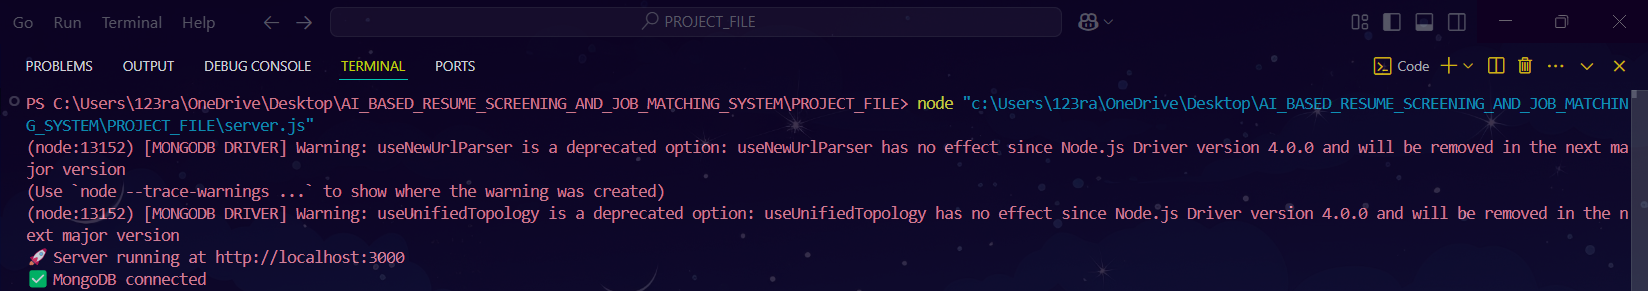 Go Run Terminal Help PROJECT_FILE
PROBLEMS OUTPUT DEBUG CONSOLE TERMINAL PORTS Code
PS C:\Users\123ra\OneDrive\Desktop\AI_BASED_RESUME_SCREENING_AND_JOB_MATCHING_SYSTEM\PROJECT_FILE> node "c:\Users\123ra\OneDrive\Desktop\AI_BASED_RESUME_SCREENING_AND_JOB_MATCHIN
G_SYSTEM\PROJECT_FILE\server.js"
(node:13152) [MONGODB DRIVER] Warning: useNewUrlParser is a deprecated option: useNewUrlParser has no effect since Node.js Driver version 4.0.0 and will be removed in the next ma
jor version
(Use `node --trace-warnings ...` to show where the warning was created)
(node:13152) [MONGODB DRIVER] Warning: useUnifiedTopology is a deprecated option: useUnifiedTopology has no effect since Node.js Driver version 4.0.0 and will be removed in the n
ext major version
🚀 Server running at http://localhost:3000
✅ MongoDB connected